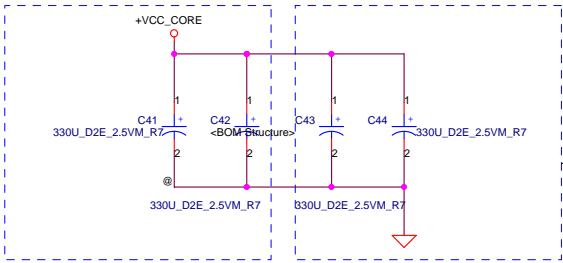 +VCC_CORE
1 1 1 1
C41 + C42 + C43 + C44 +
330U_D2E_2.5VM_R7 <BOM Structure> 330U_D2E_2.5VM_R7
2 2 2 2
@
330U_D2E_2.5VM_R7 330U_D2E_2.5VM_R7